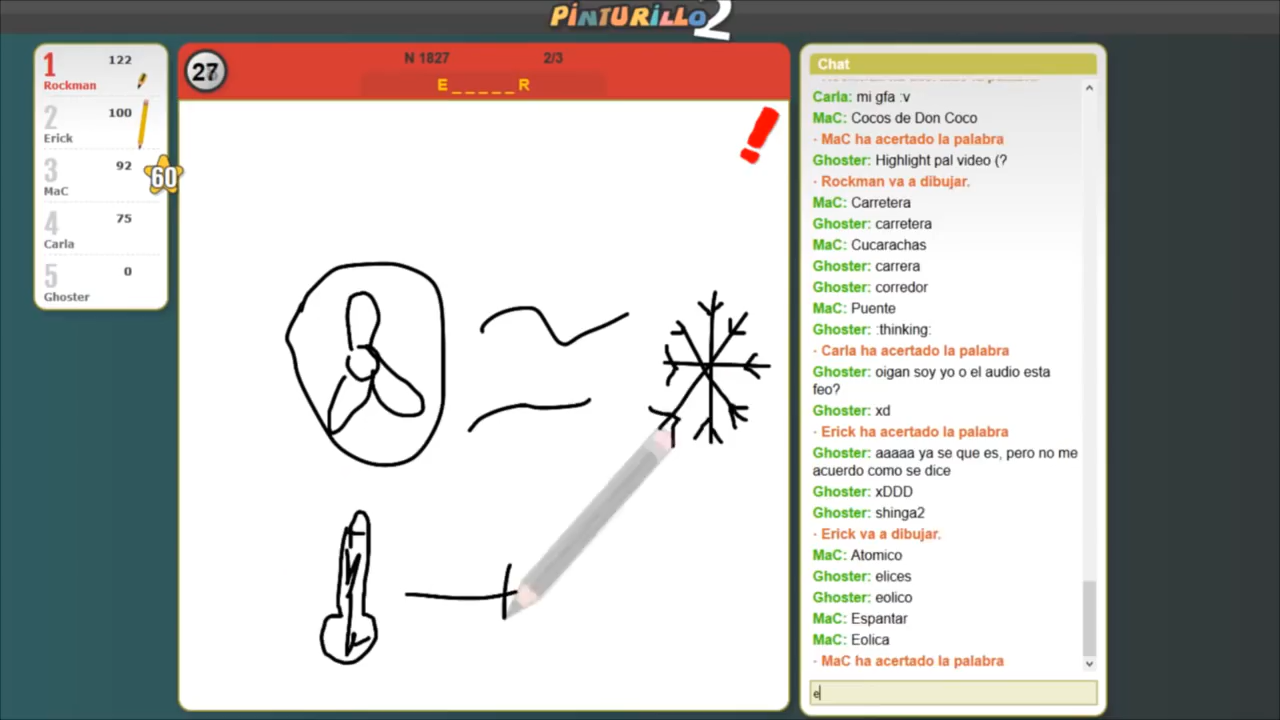 PiNTURiLLO 2
1 122
Rockman
2 100
Erick
3 92
MaC
60
4 75
Carla
5 0
Ghoster
27
N 1827 2/3
E_____R
!
Chat
Carla: mi gfa :v
MaC: Cocos de Don Coco
· MaC ha acertado la palabra
Ghoster: Highlight pal video (?
· Rockman va a dibujar.
MaC: Carretera
Ghoster: carretera
MaC: Cucarachas
Ghoster: carrera
Ghoster: corredor
MaC: Puente
Ghoster: :thinking:
· Carla ha acertado la palabra
Ghoster: oigan soy yo o el audio esta
feo?
Ghoster: xd
· Erick ha acertado la palabra
Ghoster: aaaaa ya se que es, pero no me
acuerdo como se dice
Ghoster: xDDD
Ghoster: shinga2
· Erick va a dibujar.
MaC: Atomico
Ghoster: elices
Ghoster: eolico
MaC: Espantar
MaC: Eolica
· MaC ha acertado la palabra
e